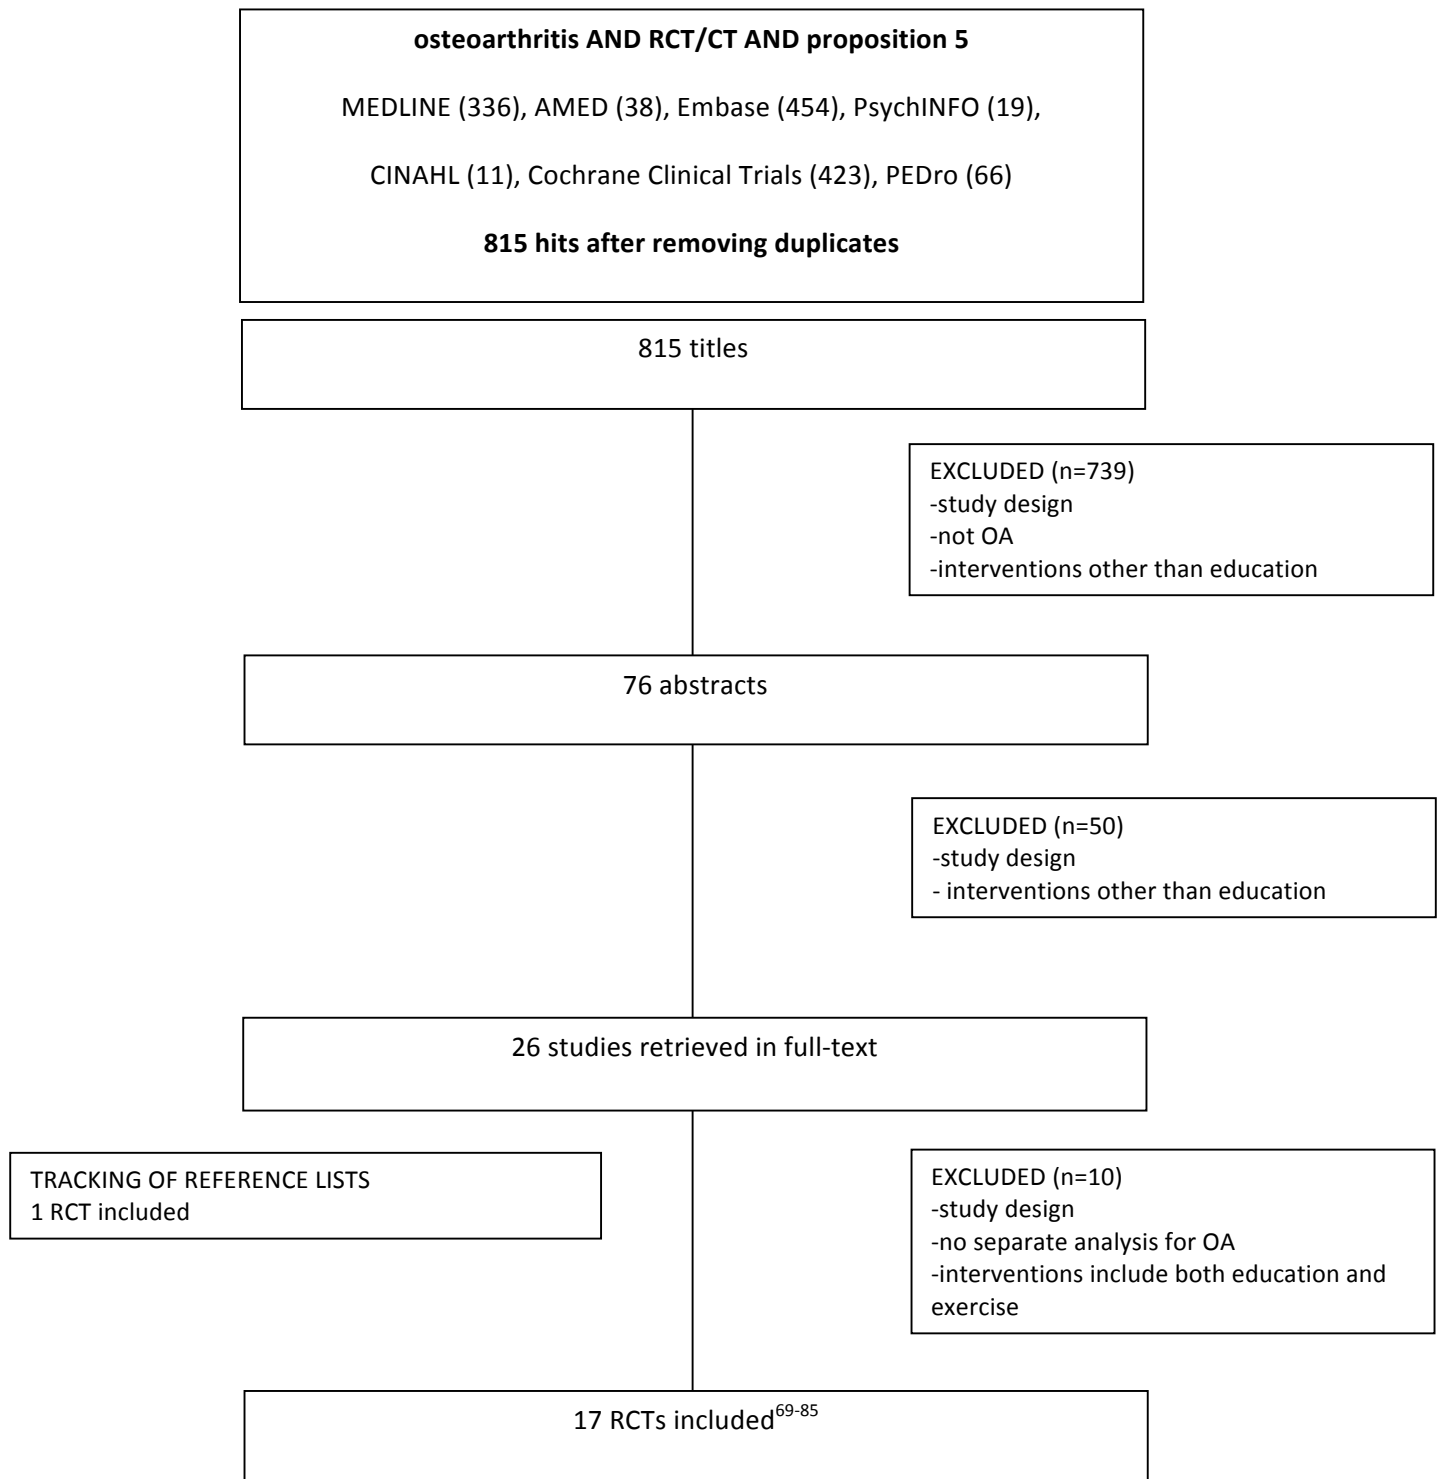 osteoarthritis AND RCT/CT AND proposition 5
MEDLINE (336), AMED (38), Embase (454), PsychINFO (19),
CINAHL (11), Cochrane Clinical Trials (423), PEDro (66)
815 hits after removing duplicates
815 titles
EXCLUDED (n=739)
-study design
-not OA
-interventions other than education
76 abstracts
EXCLUDED (n=50)
-study design
- interventions other than education
26 studies retrieved in full-text
TRACKING OF REFERENCE LISTS
1 RCT included
EXCLUDED (n=10)
-study design
-no separate analysis for OA
-interventions include both education and
exercise
17 RCTs included69-85